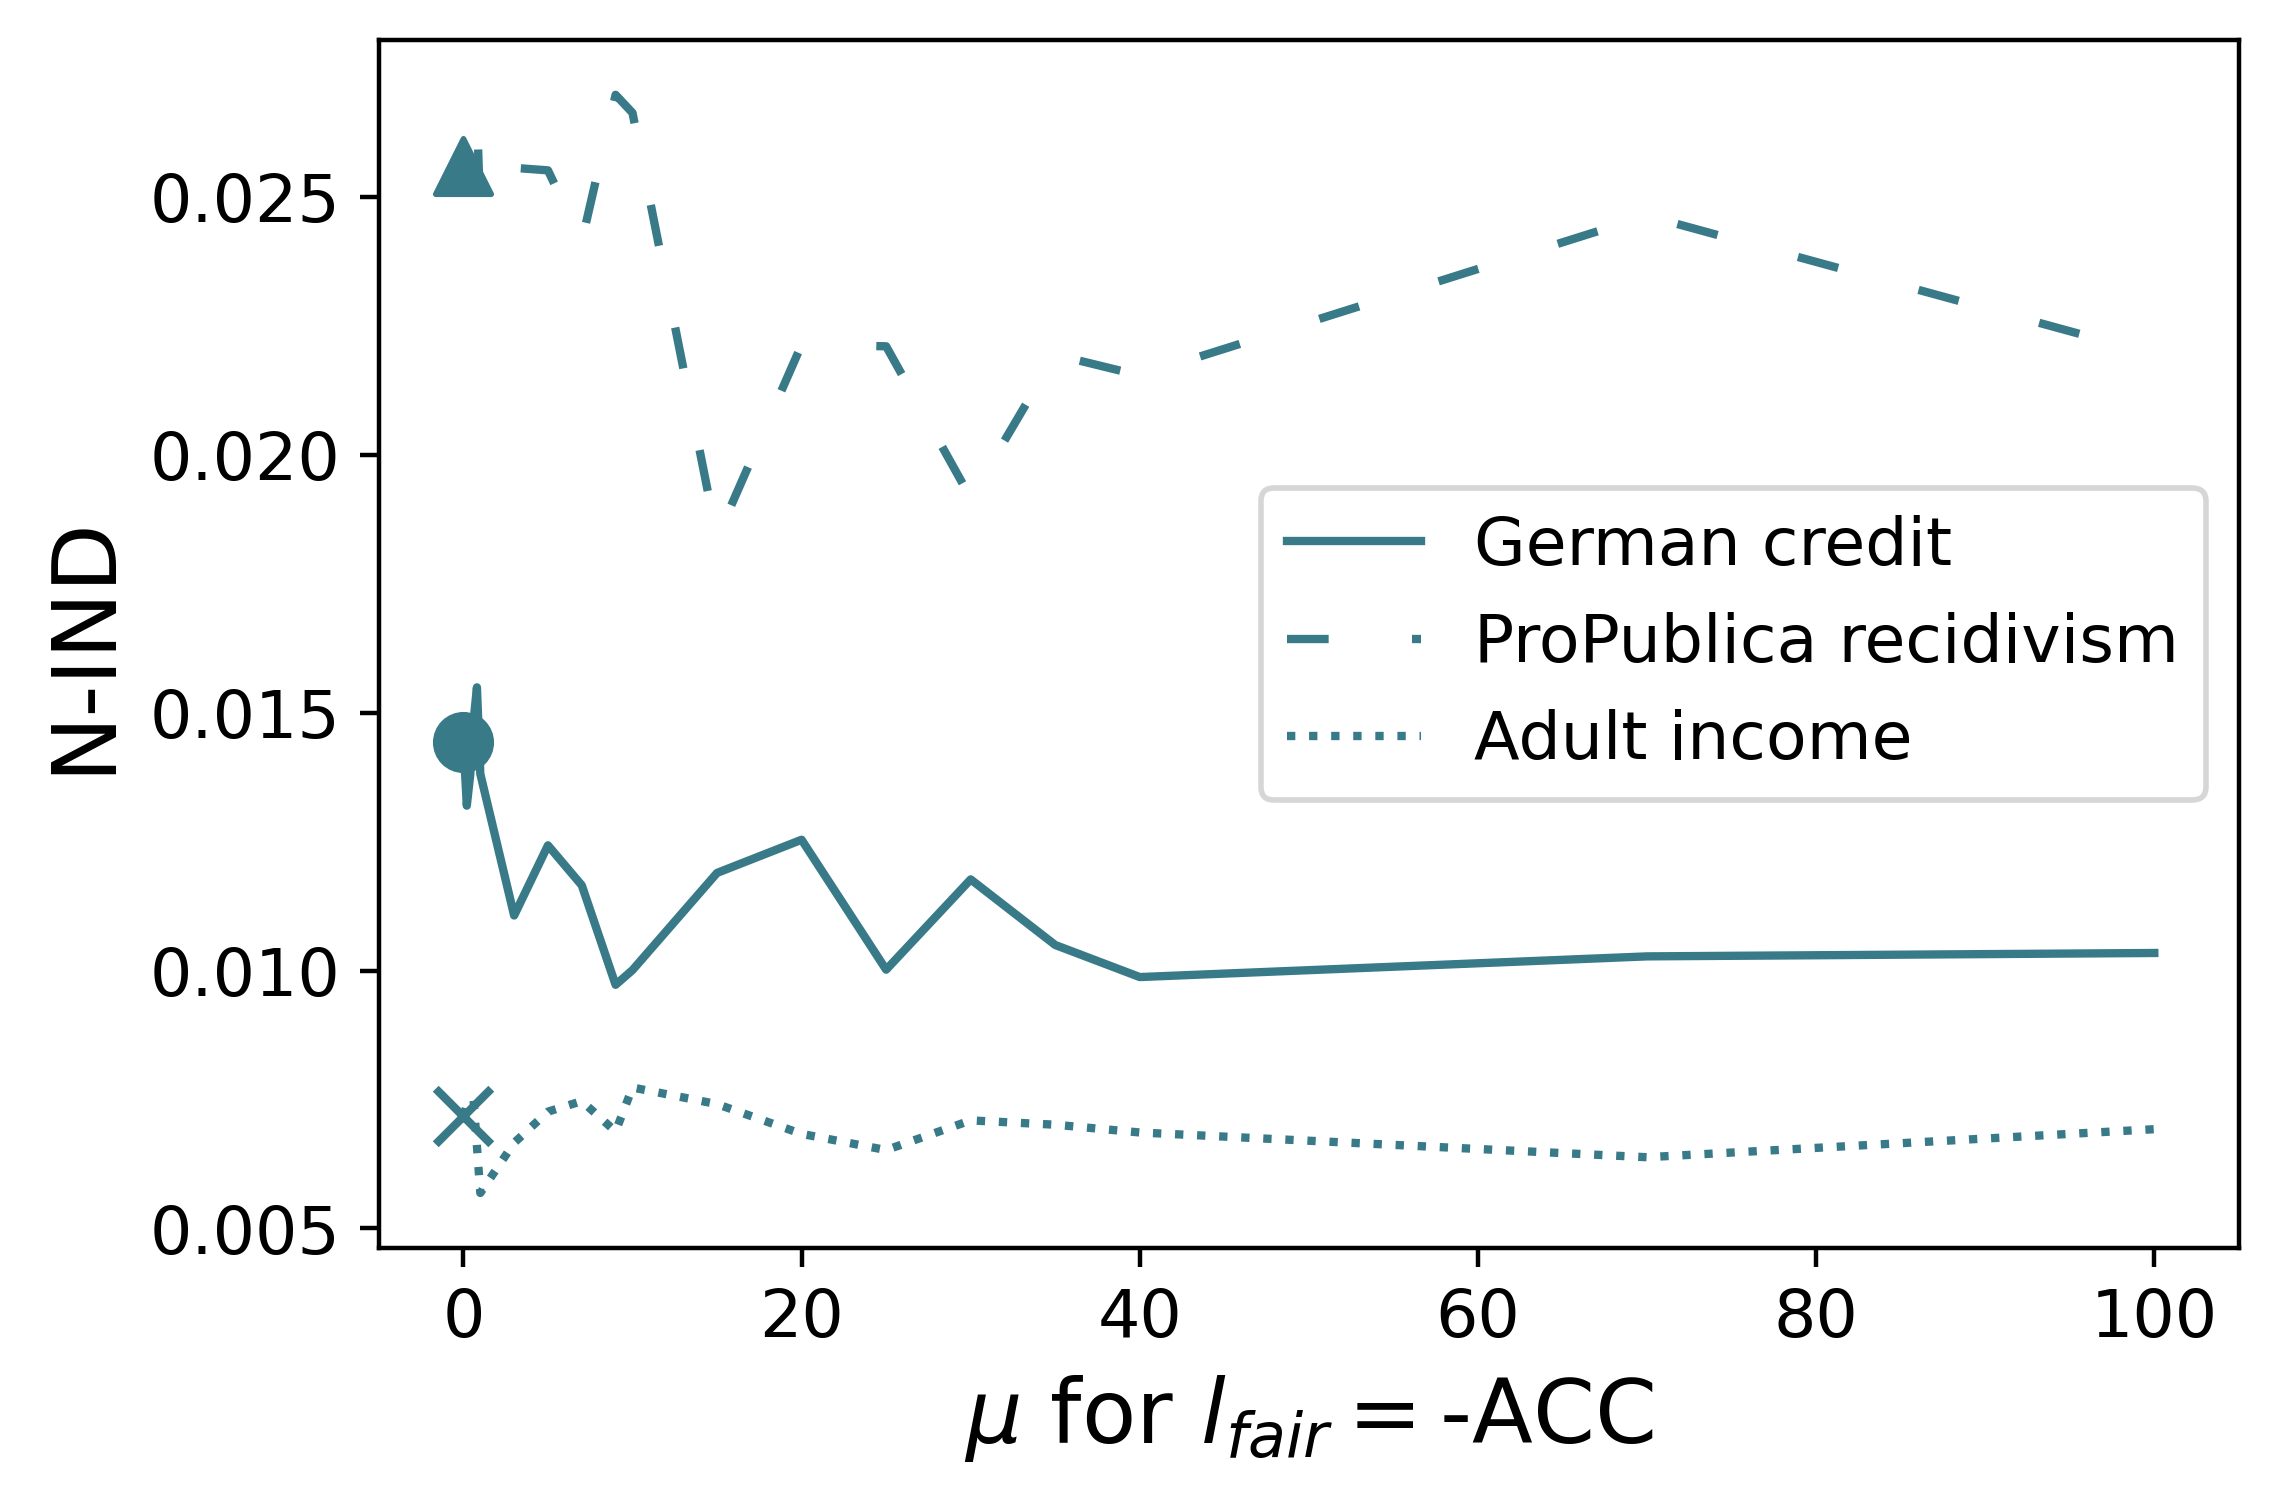 0.025
0.020
0.015
0.010
0.005
N-IND
German credit
ProPublica recidivism
Adult income
0 20 40 60 80 100
μ for l_fair = -ACC